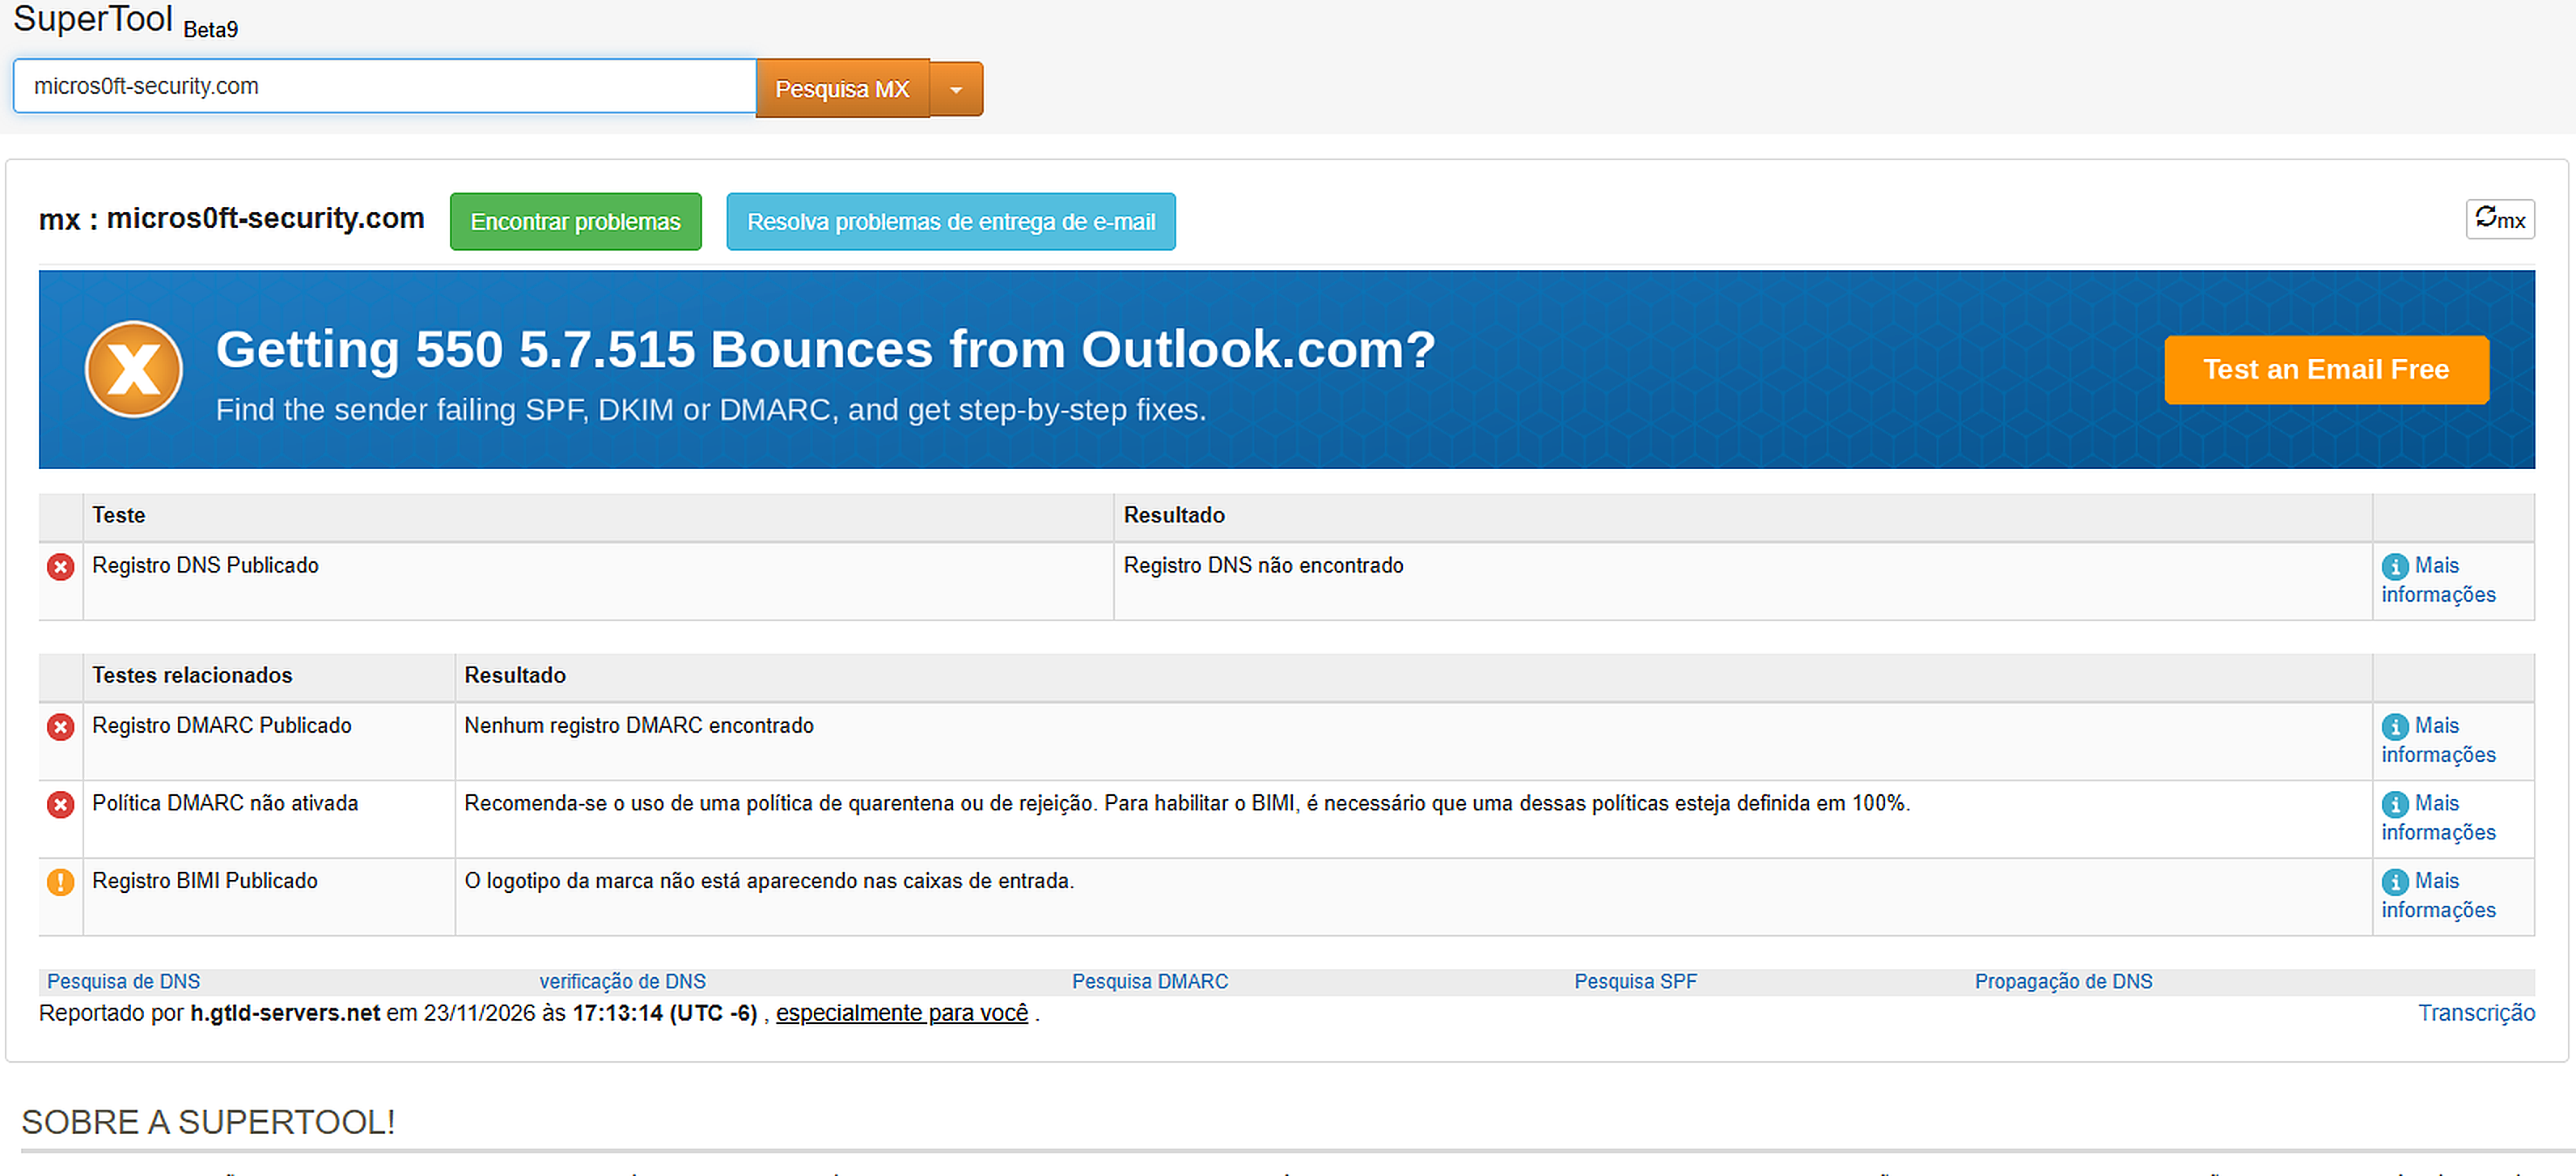 SuperTool Beta9
micros0ft-security.com
Pesquisa MX
mx : micros0ft-security.com
Encontrar problemas
Resolva problemas de entrega de e-mail
mx
Getting 550 5.7.515 Bounces from Outlook.com?
Find the sender failing SPF, DKIM or DMARC, and get step-by-step fixes.
Test an Email Free
Teste Resultado
Registro DNS Publicado Registro DNS não encontrado Mais
informações
Testes relacionados Resultado
Registro DMARC Publicado Nenhum registro DMARC encontrado Mais
informações
Política DMARC não ativada Recomenda-se o uso de uma política de quarentena ou de rejeição. Para habilitar o BIMI, é necessário que uma dessas políticas esteja definida em 100%. Mais
informações
Registro BIMI Publicado O logotipo da marca não está aparecendo nas caixas de entrada. Mais
informações
Pesquisa de DNS verificação de DNS Pesquisa DMARC Pesquisa SPF Propagação de DNS
Reportado por h.gtld-servers.net em 23/11/2026 às 17:13:14 (UTC -6) , especialmente para você . Transcrição
SOBRE A SUPERTOOL!